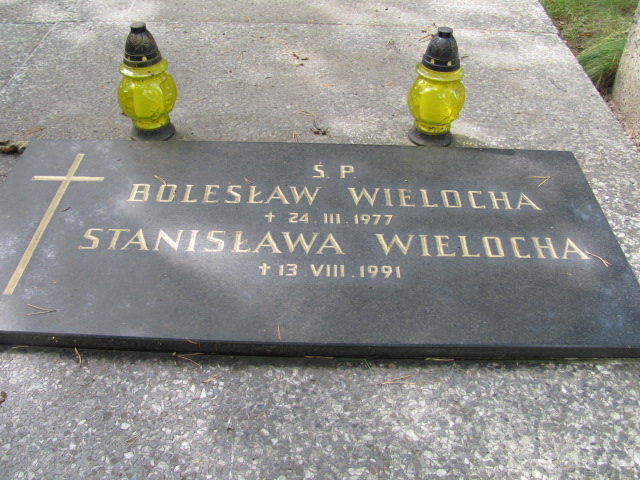 Ś. P.
BOLESŁAW WIELOCHA
† 24. III. 1977
STANISŁAWA WIELOCHA
† 13 VIII. 1991